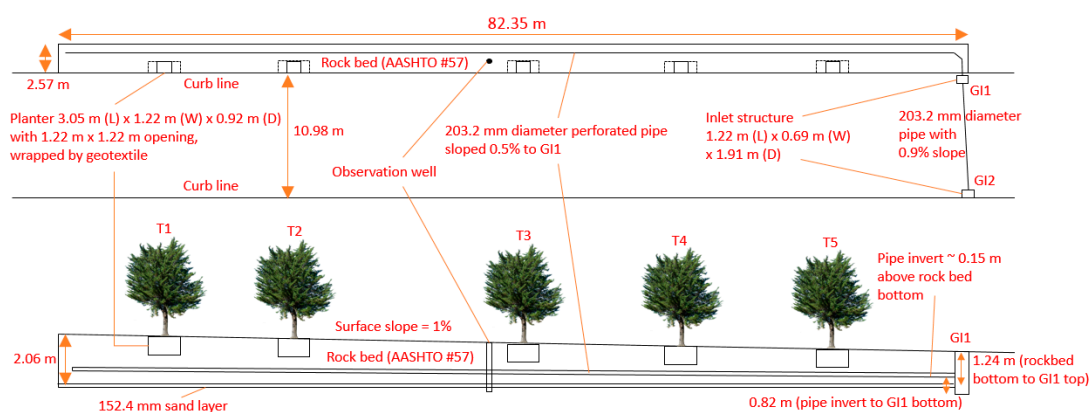 82.35 m
2.57 m
Rock bed (AASHTO #57)
Curb line
GI1
Planter 3.05 m (L) x 1.22 m (W) x 0.92 m (D)
with 1.22 m x 1.22 m opening,
wrapped by geotextile
10.98 m
203.2 mm diameter perforated pipe
sloped 0.5% to GI1
Inlet structure
1.22 m (L) x 0.69 m (W)
x 1.91 m (D)
203.2 mm diameter
pipe with
0.9% slope
Observation well
Curb line
GI2
T1
T2
T3
T4
T5
Pipe invert ~ 0.15 m
above rock bed
bottom
Surface slope = 1%
GI1
2.06 m
Rock bed (AASHTO #57)
1.24 m (rockbed
bottom to GI1 top)
152.4 mm sand layer
0.82 m (pipe invert to GI1 bottom)